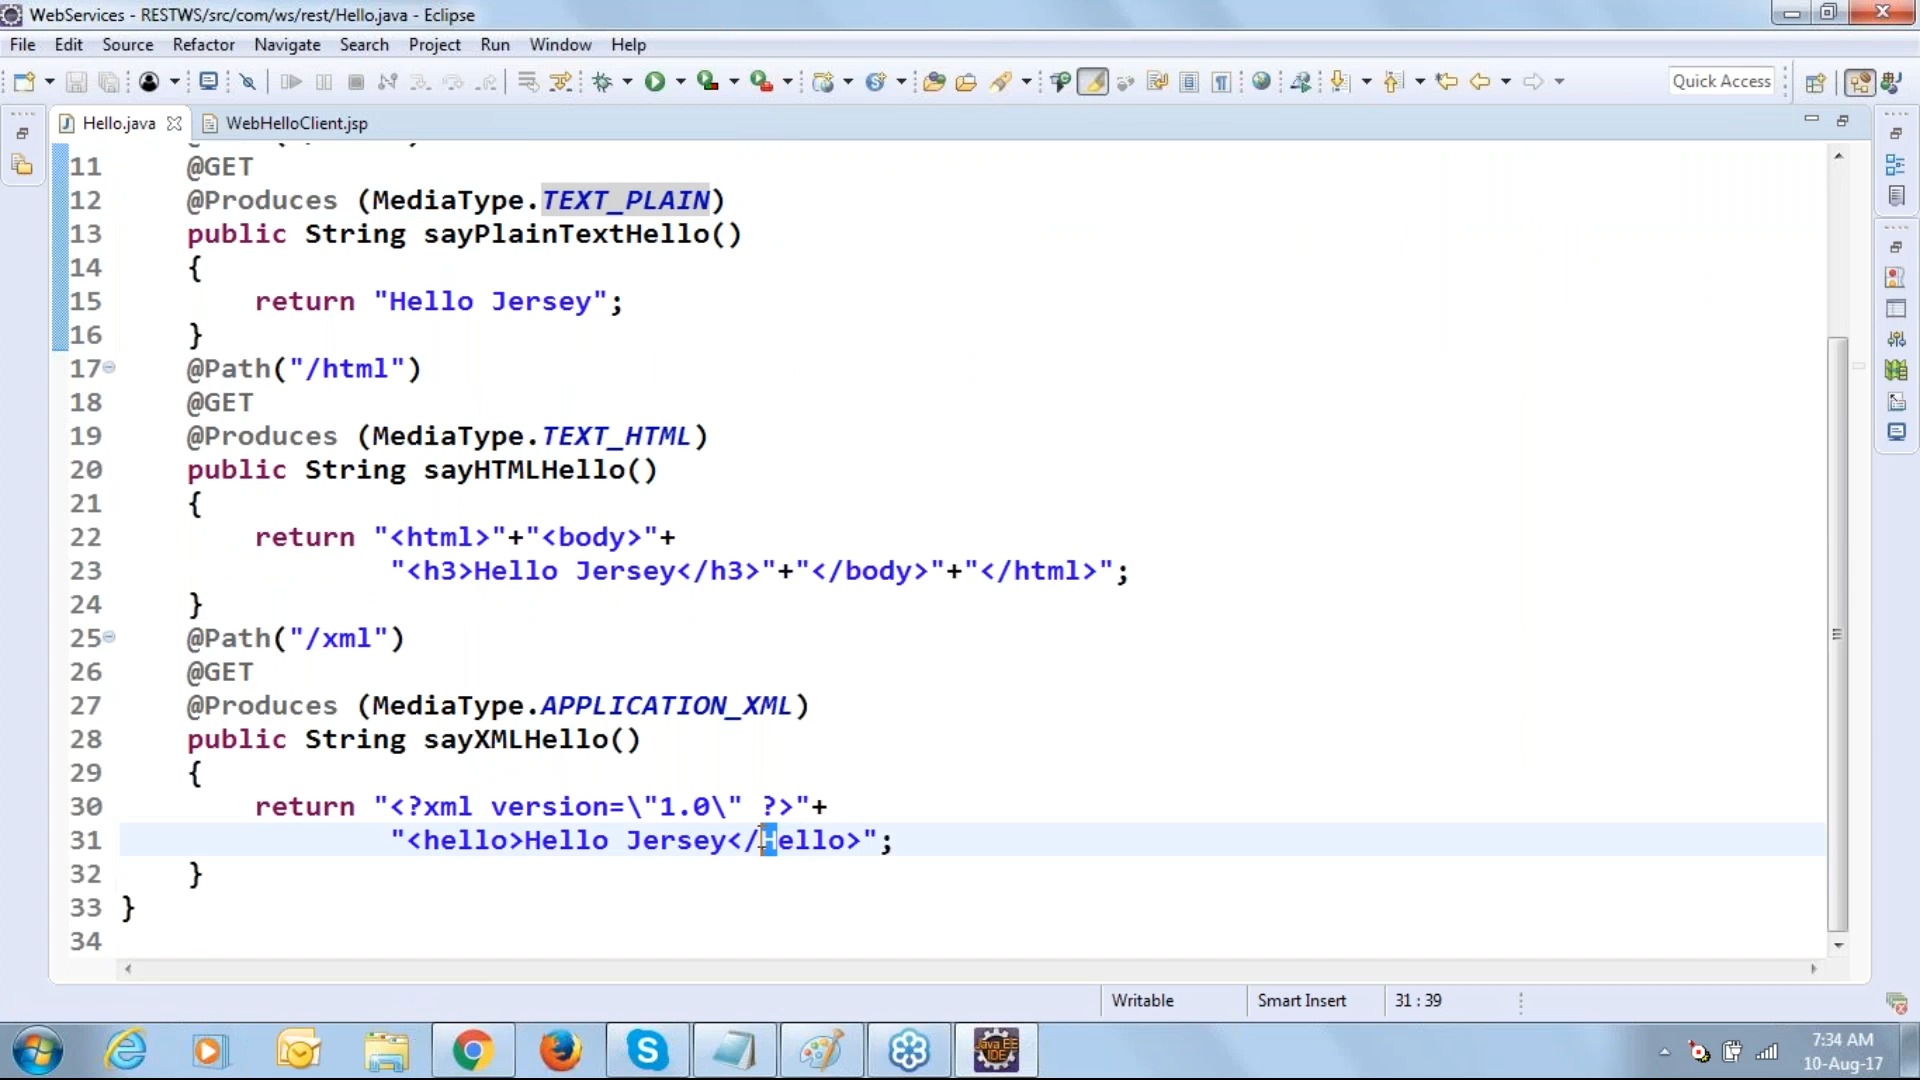 WebServices - RESTWS/src/com/ws/rest/Hello.java - Eclipse
File Edit Source Refactor Navigate Search Project Run Window Help
Quick Access
Hello.java WebHelloClient.jsp
11 @GET
12 @Produces (MediaType.TEXT_PLAIN)
13 public String sayPlainTextHello()
14 {
15 return "Hello Jersey";
16 }
17 @Path("/html")
18 @GET
19 @Produces (MediaType.TEXT_HTML)
20 public String sayHTMLHello()
21 {
22 return "<html>"+"<body>"+
23 "<h3>Hello Jersey</h3>"+"</body>"+"</html>";
24 }
25 @Path("/xml")
26 @GET
27 @Produces (MediaType.APPLICATION_XML)
28 public String sayXMLHello()
29 {
30 return "<?xml version=\"1.0\" ?>"+
31 "<hello>Hello Jersey</Hello>";
32 }
33 }
34
Writable Smart Insert 31 : 39
Java EE
IDE
7:34 AM
10-Aug-17